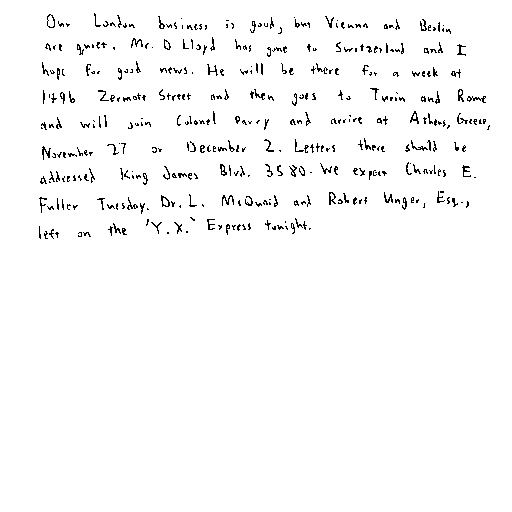 Our London business is good, but Vienna and Berlin
are quiet. Mr. D Lloyd has gone to Switzerland and I
hope for good news. He will be there for a week at
1496 Zermott Street and then goes to Turin and Rome
and will join Colonel Parry and arrive at Athens, Greece,
November 27 or December 2. Letters there should be
addressed King James Blvd. 3580. We expect Charles E.
Fuller Tuesday. Dr. L. McQuaid and Robert Unger, Esq.,
left on the 'Y.X.' Express tonight.